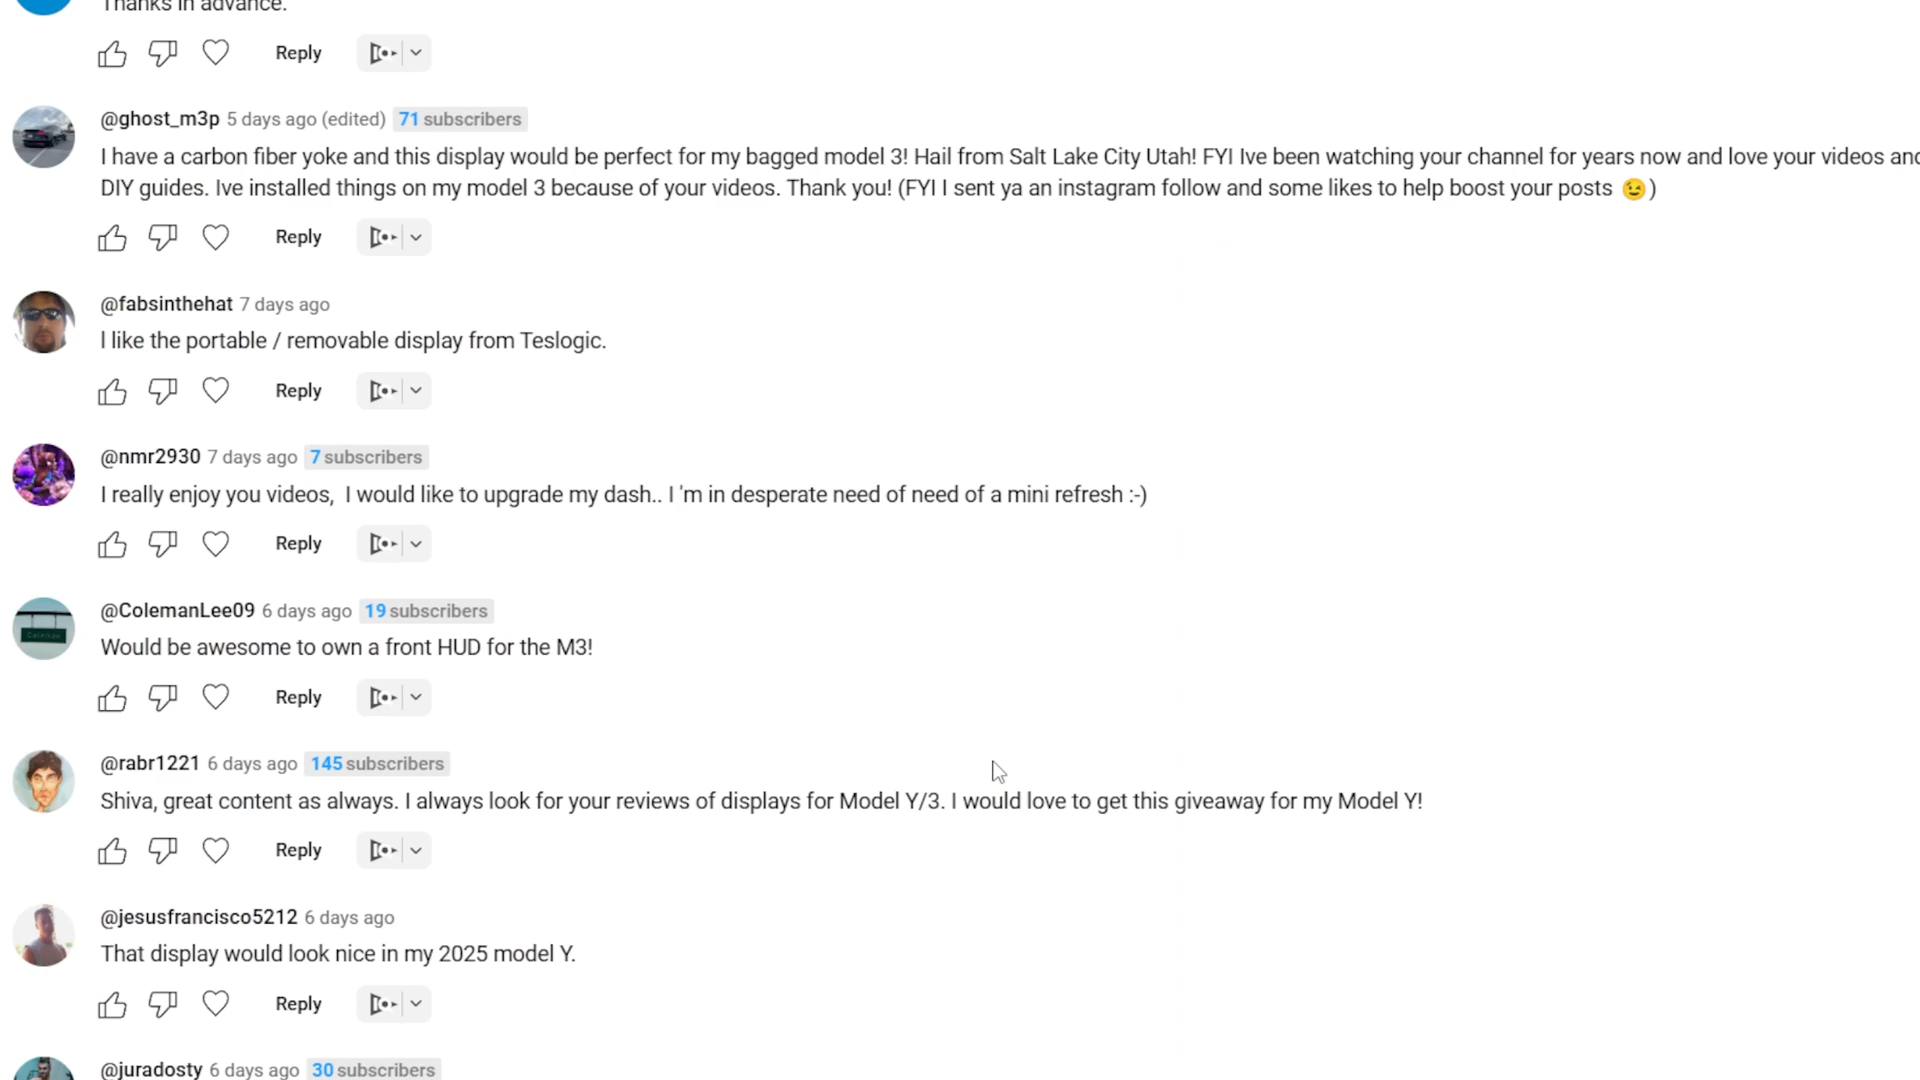 Thanks in advance.
Reply
@ghost_m3p 5 days ago (edited) 71 subscribers
I have a carbon fiber yoke and this display would be perfect for my bagged model 3! Hail from Salt Lake City Utah! FYI Ive been watching your channel for years now and love your videos and
DIY guides. Ive installed things on my model 3 because of your videos. Thank you! (FYI I sent ya an instagram follow and some likes to help boost your posts 😉)
Reply
@fabsinthehat 7 days ago
l like the portable / removable display from Teslogic.
Reply
@nmr2930 7 days ago 7 subscribers
I really enjoy you videos,  I would like to upgrade my dash.. I 'm in desperate need of need of a mini refresh :-)
Reply
@ColemanLee09 6 days ago 19 subscribers
Would be awesome to own a front HUD for the M3!
Reply
@rabr1221 6 days ago 145 subscribers
Shiva, great content as always. I always look for your reviews of displays for Model Y/3. I would love to get this giveaway for my Model Y!
Reply
@jesusfrancisco5212 6 days ago
That display would look nice in my 2025 model Y.
Reply
@juradosty 6 days ago 30 subscribers